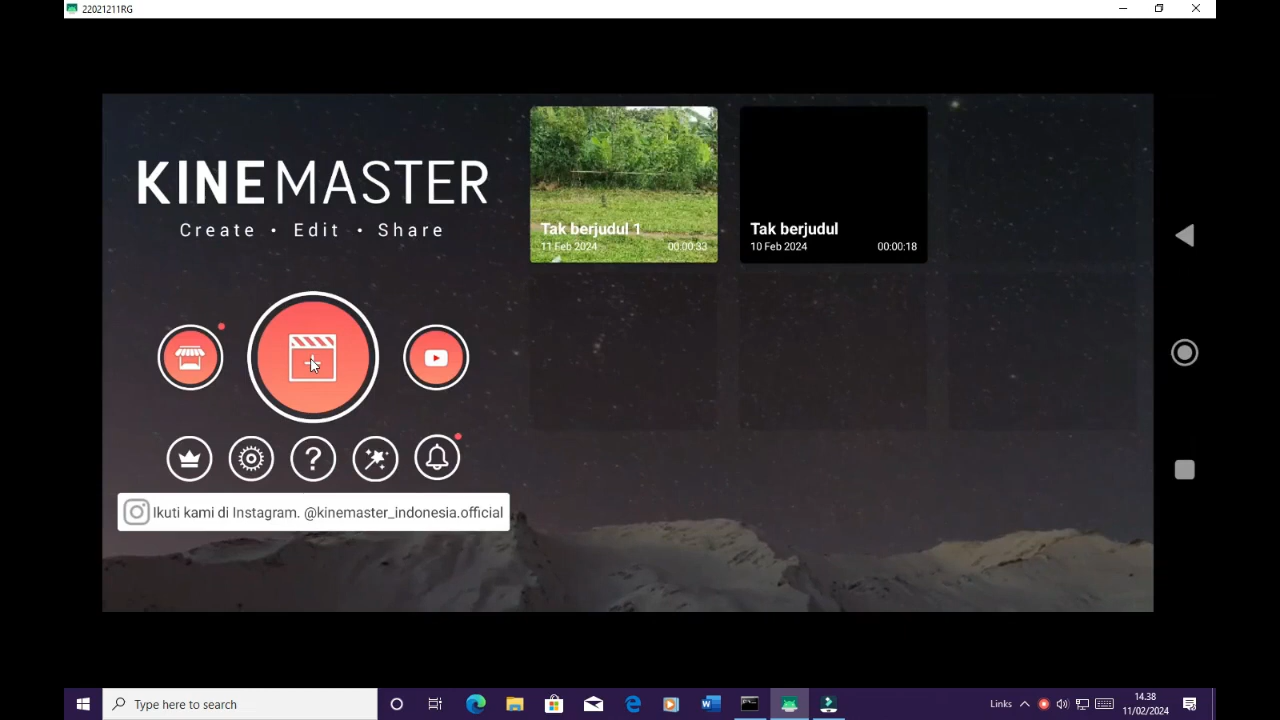 22021211RG
KINEMASTER
Create • Edit • Share
Tak berjudul 1
11 Feb 2024 00:00:33
Tak berjudul
10 Feb 2024 00:00:18
?
Ikuti kami di Instagram. @kinemaster_indonesia.official
Type here to search
Links
14.38
11/02/2024